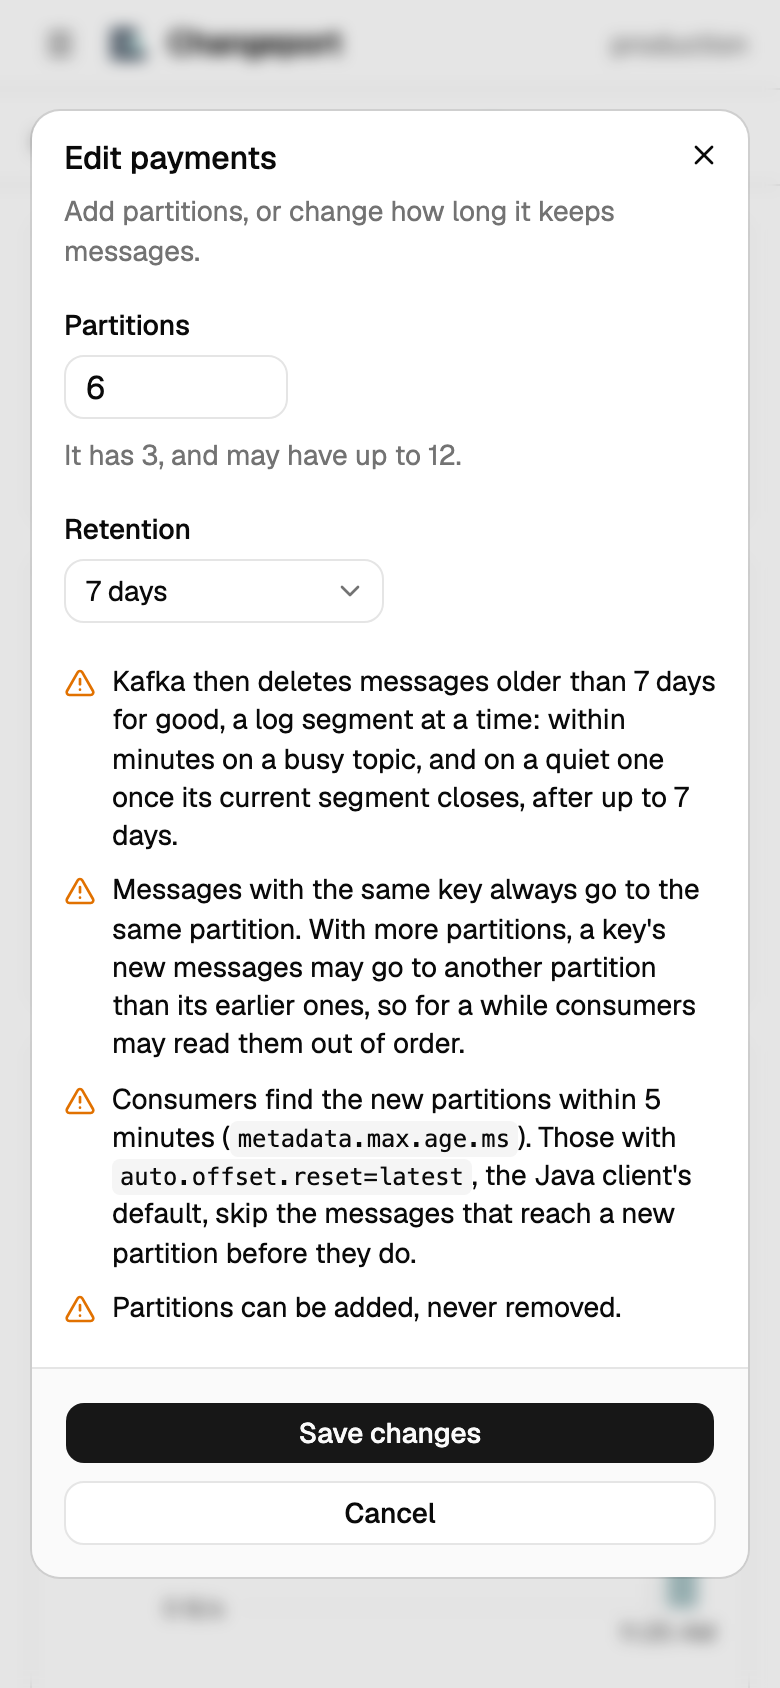 Changeport
production
Edit payments
Add partitions, or change how long it keeps
messages.
Partitions
6
It has 3, and may have up to 12.
Retention
7 days
Kafka then deletes messages older than 7 days
for good, a log segment at a time: within
minutes on a busy topic, and on a quiet one
once its current segment closes, after up to 7
days.
Messages with the same key always go to the
same partition. With more partitions, a key's
new messages may go to another partition
than its earlier ones, so for a while consumers
may read them out of order.
Consumers find the new partitions within 5
minutes (metadata.max.age.ms). Those with
auto.offset.reset=latest, the Java client's
default, skip the messages that reach a new
partition before they do.
Partitions can be added, never removed.
Save changes
Cancel